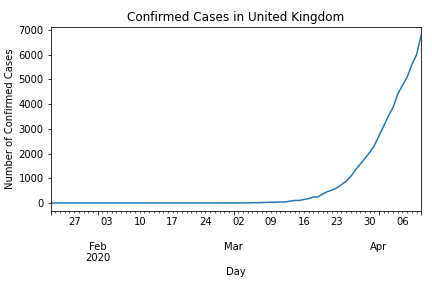 Confirmed Cases in United Kingdom
7000
6000
5000
4000
3000
2000
1000
0
Number of Confirmed Cases
27 03 10 17 24 02 09 16 23 30 06
Feb Mar Apr
2020
Day